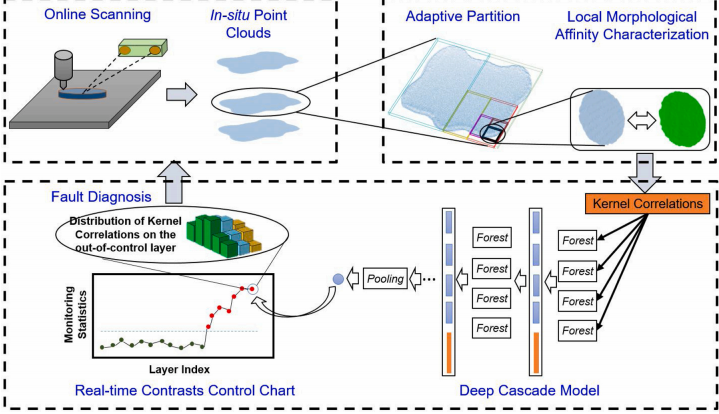 Online Scanning
In-situ Point
Clouds
Adaptive Partition
Local Morphological
Affinity Characterization
Fault Diagnosis
Distribution of Kernel
Correlations on the
out-of-control layer
Kernel Correlations
Forest
Forest
Forest
Forest
Forest
Forest
Forest
Forest
Pooling
...
Monitoring
Statistics
Layer Index
Real-time Contrasts Control Chart
Deep Cascade Model